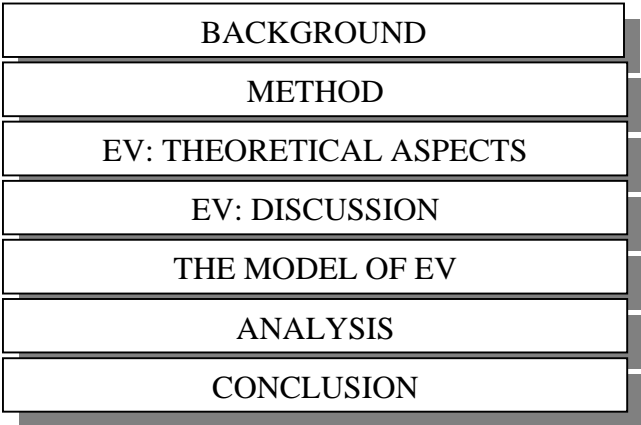 BACKGROUND
METHOD
EV: THEORETICAL ASPECTS
EV: DISCUSSION
THE MODEL OF EV
ANALYSIS
CONCLUSION